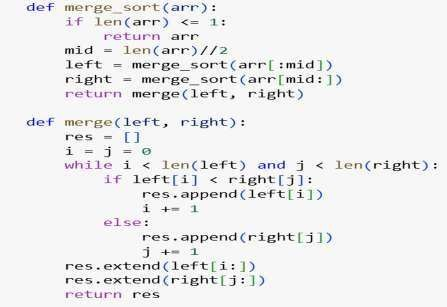 def merge_sort(arr):
    if len(arr) <= 1:
        return arr
    mid = len(arr)//2
    left = merge_sort(arr[:mid])
    right = merge_sort(arr[mid:])
    return merge(left, right)

def merge(left, right):
    res = []
    i = j = 0
    while i < len(left) and j < len(right):
        if left[i] < right[j]:
            res.append(left[i])
            i += 1
        else:
            res.append(right[j])
            j += 1
    res.extend(left[i:])
    res.extend(right[j:])
    return res